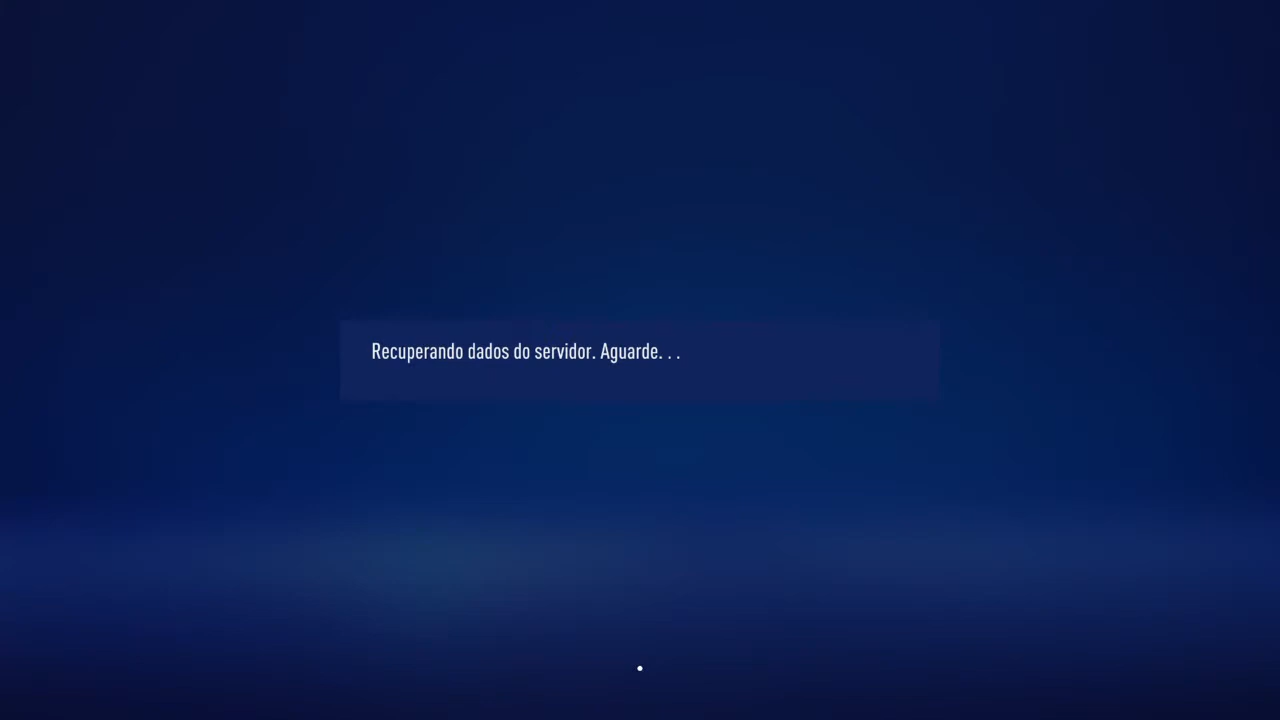 Recuperando dados do servidor. Aguarde. . .